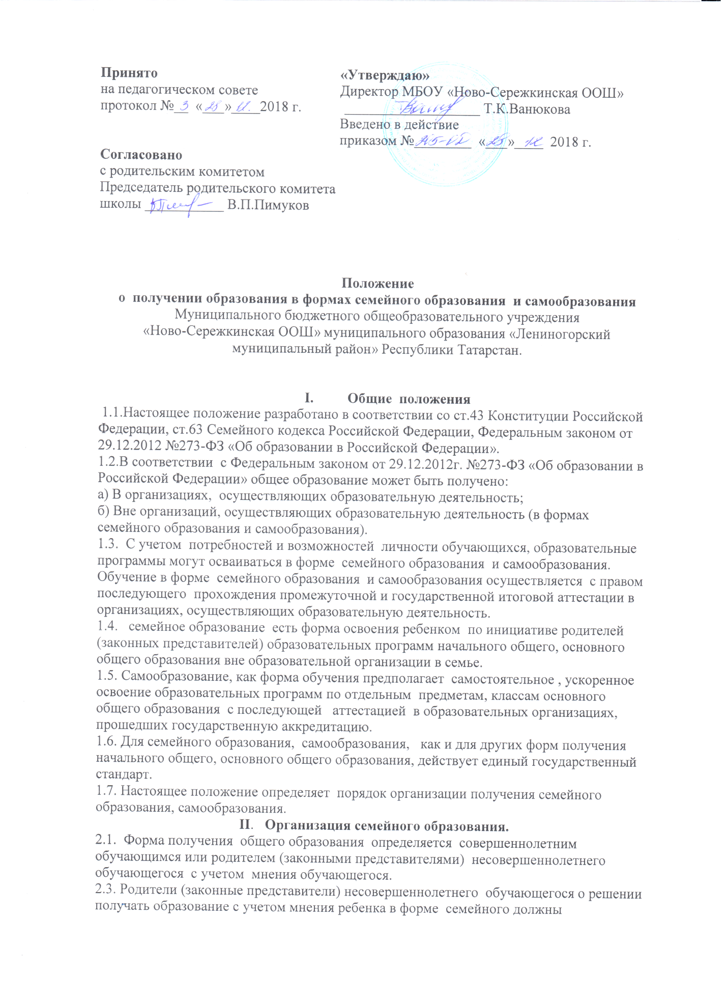 Принято
на педагогическом совете
протокол № 3 «28» 11. 2018 г.
«Утверждаю»
Директор МБОУ «Ново-Сережкинская ООШ»
Т.К.Ванюкова
Введено в действие
приказом № «28» 12 2018 г.
Согласовано
с родительским комитетом
Председатель родительского комитета
школы В.П.Пимуков
Положение
о получении образования в формах семейного образования и самообразования
Муниципального бюджетного общеобразовательного учреждения
«Ново-Сережкинская ООШ» муниципального образования «Лениногорский
муниципальный район» Республики Татарстан.
I. Общие положения
1.1.Настоящее положение разработано в соответствии со ст.43 Конституции Российской
Федерации, ст.63 Семейного кодекса Российской Федерации, Федеральным законом от
29.12.2012 №273-ФЗ «Об образовании в Российской Федерации».
1.2.В соответствии с Федеральным законом от 29.12.2012г. №273-ФЗ «Об образовании в
Российской Федерации» общее образование может быть получено:
а) В организациях, осуществляющих образовательную деятельность;
б) Вне организаций, осуществляющих образовательную деятельность (в формах
семейного образования и самообразования).
1.3. С учетом потребностей и возможностей личности обучающихся, образовательные
программы могут осваиваться в форме семейного образования и самообразования.
Обучение в форме семейного образования и самообразования осуществляется с правом
последующего прохождения промежуточной и государственной итоговой аттестации в
организациях, осуществляющих образовательную деятельность.
1.4. семейное образование есть форма освоения ребенком по инициативе родителей
(законных представителей) образовательных программ начального общего, основного
общего образования вне образовательной организации в семье.
1.5. Самообразование, как форма обучения предполагает самостоятельное , ускоренное
освоение образовательных программ по отдельным предметам, классам основного
общего образования с последующей аттестацией в образовательных организациях,
прошедших государственную аккредитацию.
1.6. Для семейного образования, самообразования, как и для других форм получения
начального общего, основного общего образования, действует единый государственный
стандарт.
1.7. Настоящее положение определяет порядок организации получения семейного
образования, самообразования.
II. Организация семейного образования.
2.1. Форма получения общего образования определяется совершеннолетним
обучающимся или родителем (законными представителями) несовершеннолетнего
обучающегося с учетом мнения обучающегося.
2.3. Родители (законные представители) несовершеннолетнего обучающегося о решении
получать образование с учетом мнения ребенка в форме семейного должны